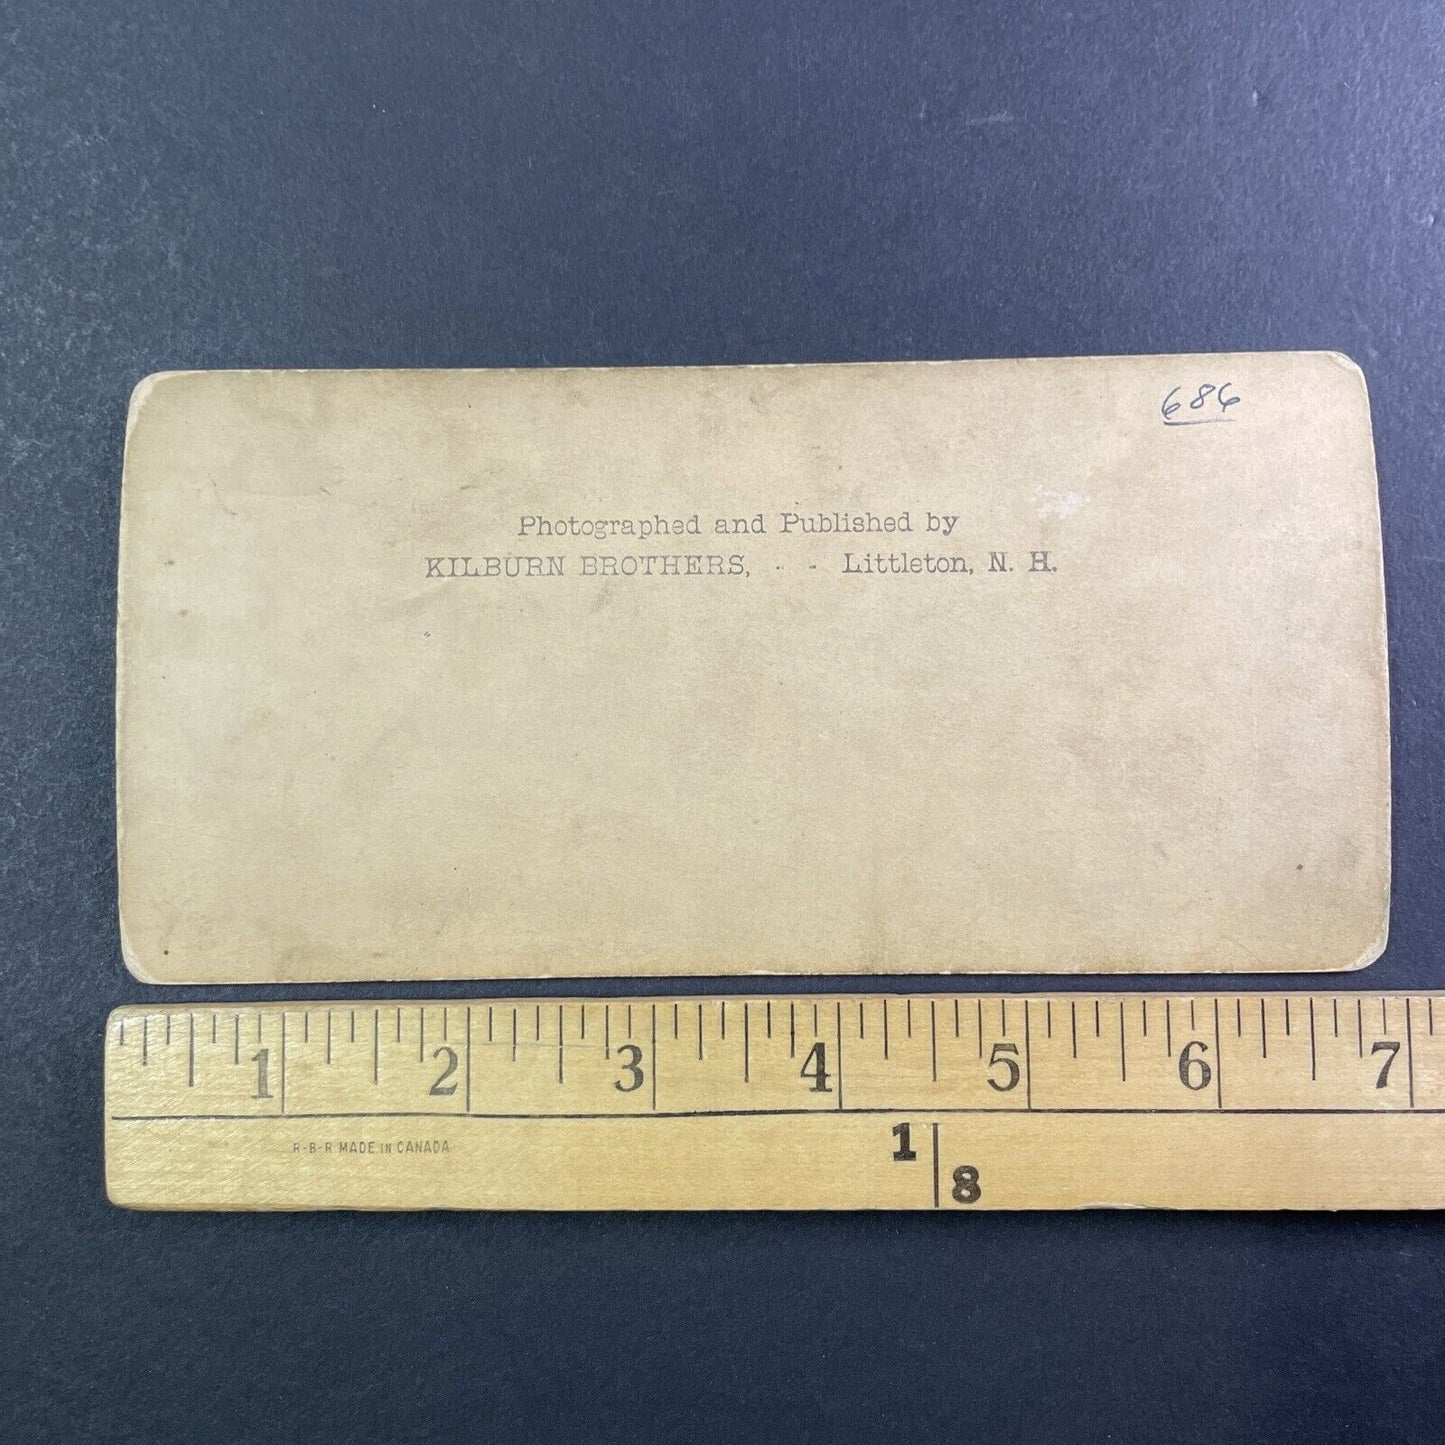 686
Photographed and Published by
KILBURN BROTHERS, - - Littleton, N. H.
1 2 3 4 5 6 7
R-B-R MADE IN CANADA
1
8